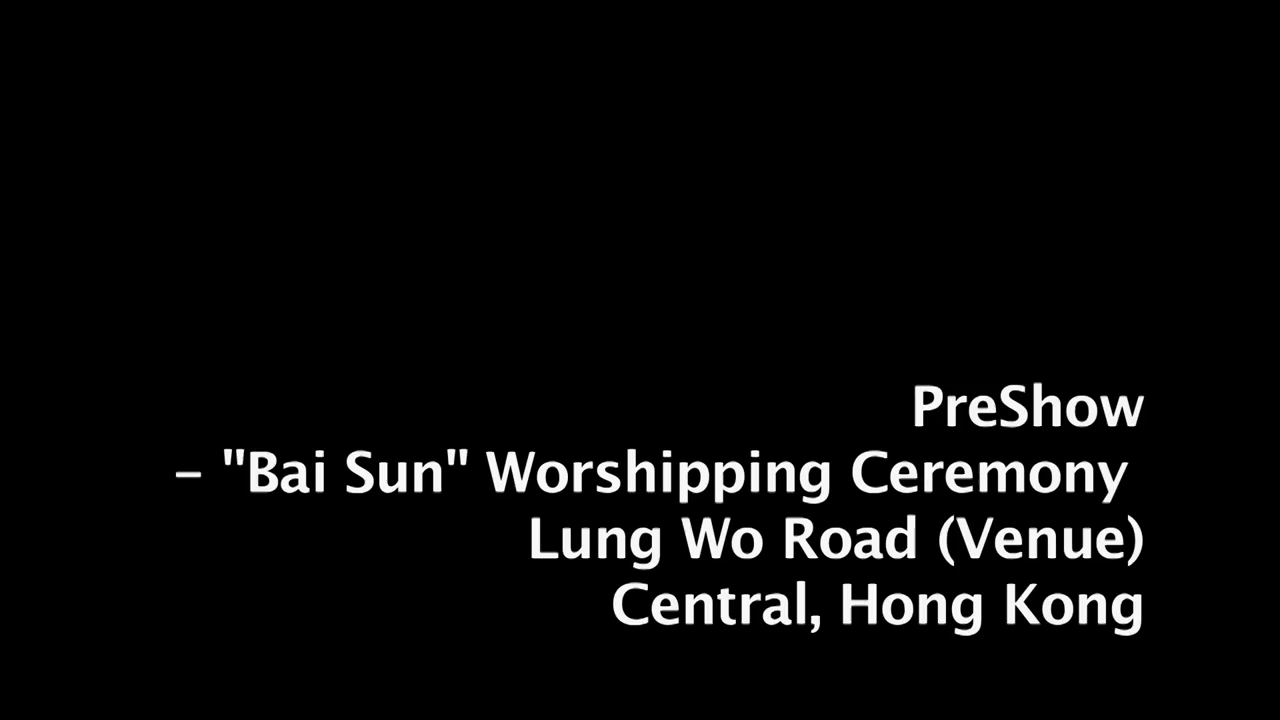 PreShow
– "Bai Sun" Worshipping Ceremony
Lung Wo Road (Venue)
Central, Hong Kong